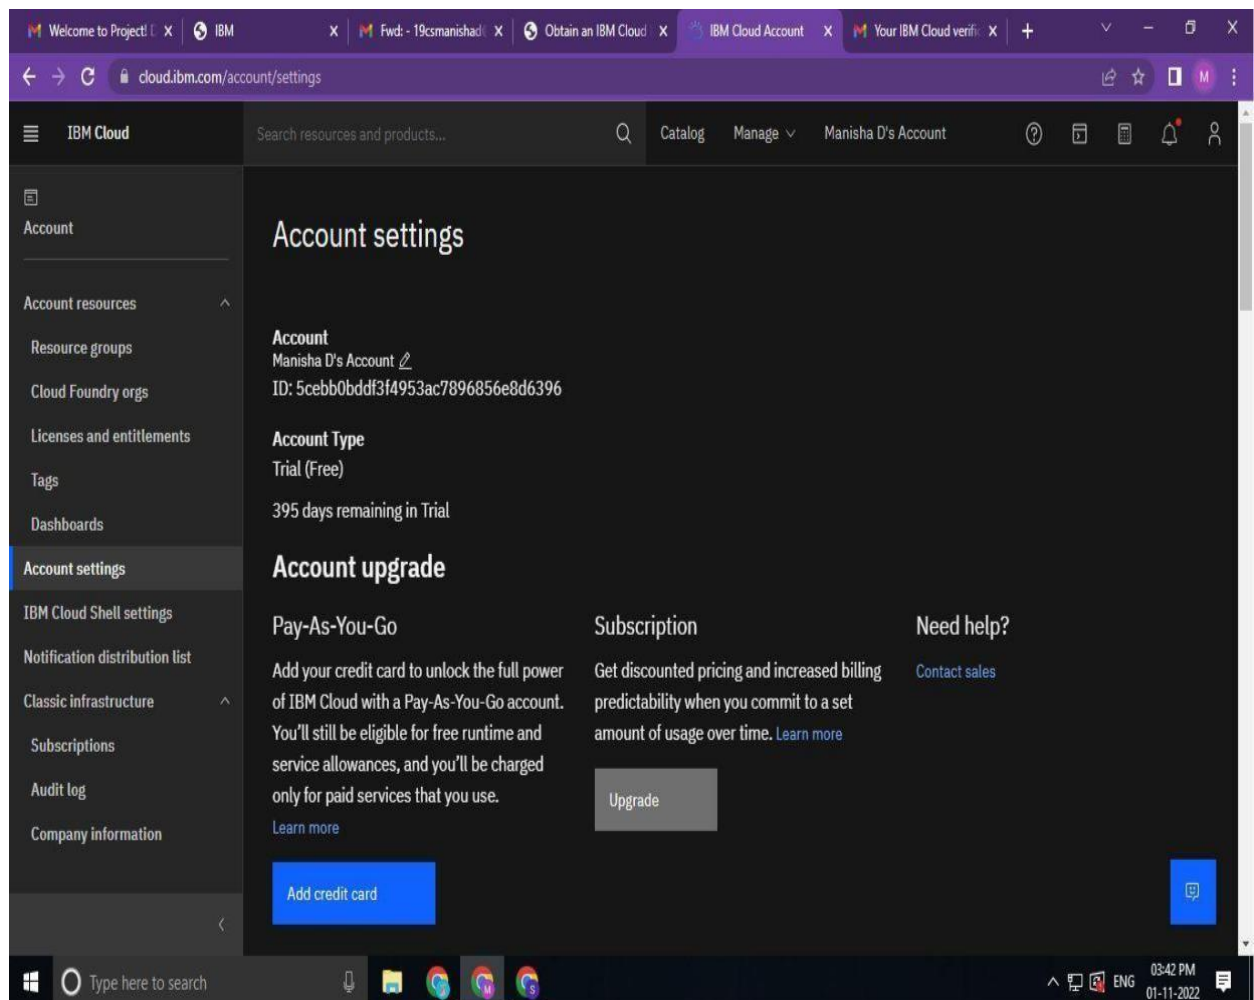 Welcome to Project! D
IBM
Fwd: - 19csmanishad(
Obtain an IBM Cloud
IBM Cloud Account
Your IBM Cloud verific
cloud.ibm.com/account/settings
M
IBM Cloud
Search resources and products...
Catalog
Manage
Manisha D's Account
Account
Account resources
Resource groups
Cloud Foundry orgs
Licenses and entitlements
Tags
Dashboards
Account settings
IBM Cloud Shell settings
Notification distribution list
Classic infrastructure
Subscriptions
Audit log
Company information
Account settings
Account
Manisha D's Account
ID: 5cebb0bddf3f4953ac7896856e8d6396
Account Type
Trial (Free)
395 days remaining in Trial
Account upgrade
Pay-As-You-Go
Add your credit card to unlock the full power
of IBM Cloud with a Pay-As-You-Go account.
You'll still be eligible for free runtime and
service allowances, and you'll be charged
only for paid services that you use.
Learn more
Add credit card
Subscription
Get discounted pricing and increased billing
predictability when you commit to a set
amount of usage over time. Learn more
Upgrade
Need help?
Contact sales
Type here to search
ENG
03:42 PM
01-11-2022